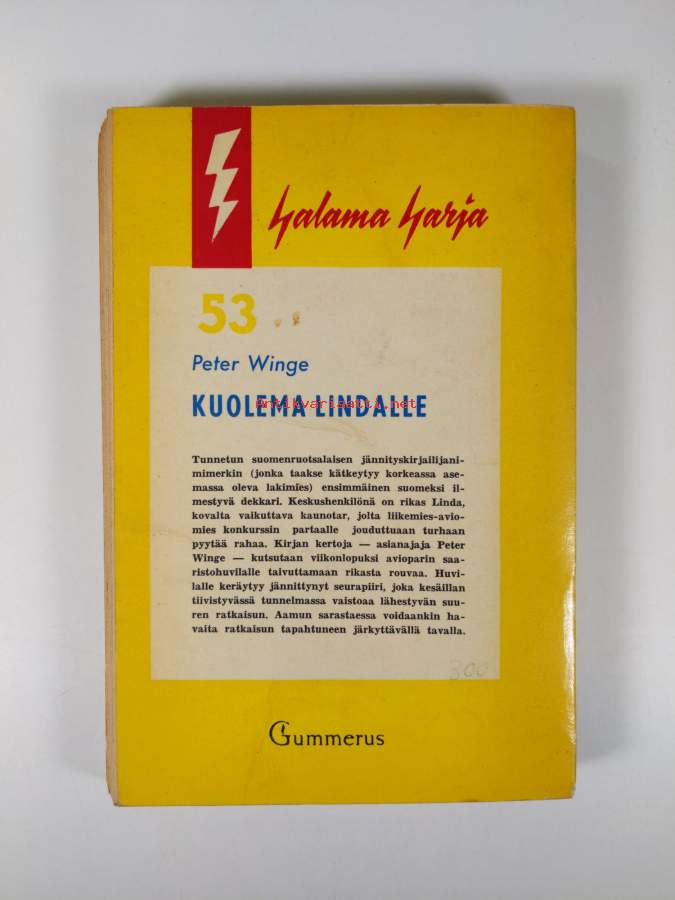 Salama Sarja
53
Peter Winge
KUOLEMA LINDALLE
Antikvariaatti.net
Tunnetun suomenruotsalaisen jännityskirjailijani-
mimerkin (jonka taakse kätkeytyy korkeassa ase-
massa oleva lakimies) ensimmäinen suomeksi il-
mestyvä dekkari. Keskushenkilönä on rikas Linda,
kovalta vaikuttava kaunotar, jolta liikemies-avio-
mies konkurssin partaalle jouduttuaan turhaan
pyytää rahaa. Kirjan kertoja — asianajaja Peter
Winge — kutsutaan viikonlopuksi avioparin saa-
ristohuvilalle taivuttamaan rikasta rouvaa. Huvi-
lalle keräytyy jännittynyt seurapiiri, joka kesäillan
tiivistyvässä tunnelmassa vaistoaa lähestyvän suu-
ren ratkaisun. Aamun sarastaessa voidaankin ha-
vaita ratkaisun tapahtuneen järkyttävällä tavalla.
300
Gummerus